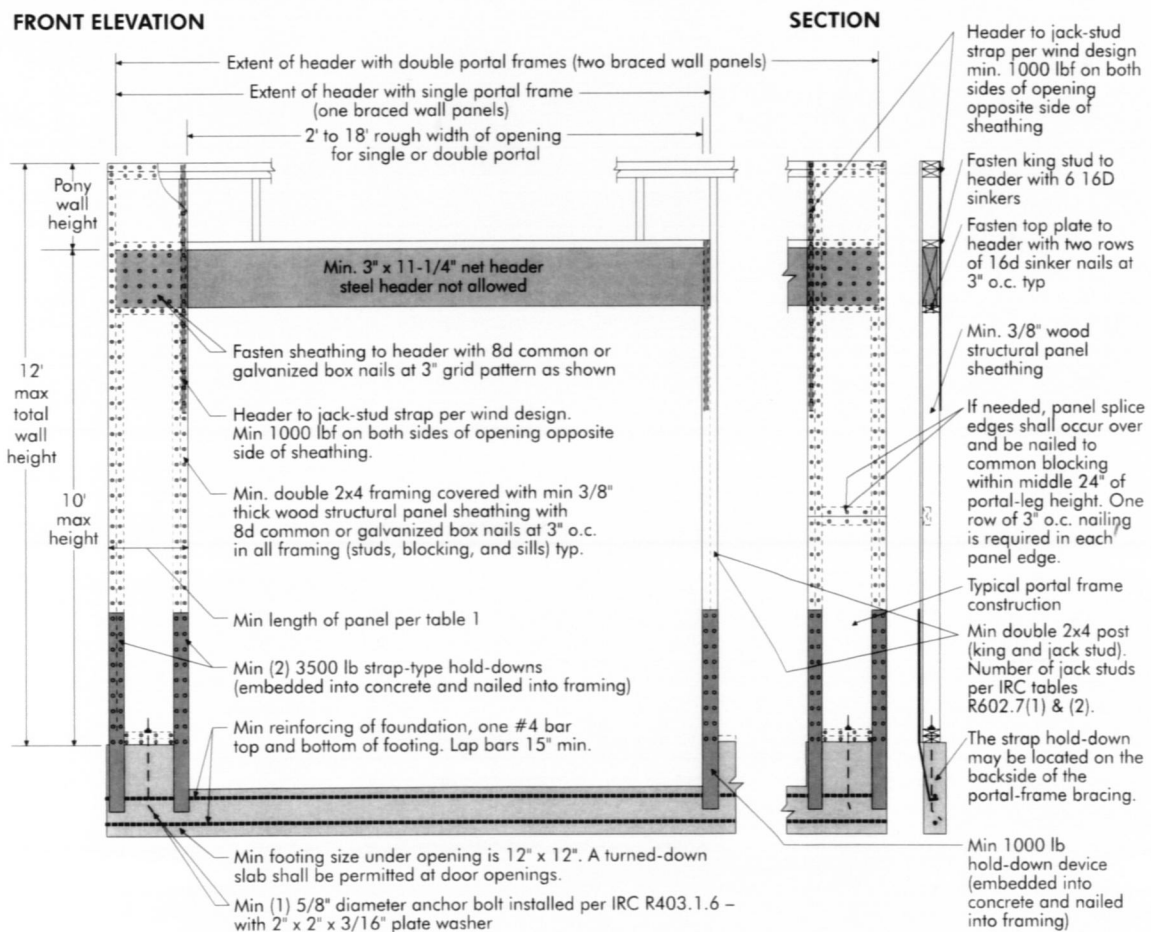 FRONT ELEVATION
SECTION
Extent of header with double portal frames (two braced wall panels)
Extent of header with single portal frame
(one braced wall panels)
2' to 18' rough width of opening
for single or double portal
Pony
wall
height
12'
max
total
wall
height
10'
max
height
Min. 3" x 11-1/4" net header
steel header not allowed
Fasten sheathing to header with 8d common or
galvanized box nails at 3" grid pattern as shown
Header to jack-stud strap per wind design.
Min 1000 lbf on both sides of opening opposite
side of sheathing.
Min. double 2x4 framing covered with min 3/8"
thick wood structural panel sheathing with
8d common or galvanized box nails at 3" o.c.
in all framing (studs, blocking, and sills) typ.
Min length of panel per table 1
Min (2) 3500 lb strap-type hold-downs
(embedded into concrete and nailed into framing)
Min reinforcing of foundation, one #4 bar
top and bottom of footing. Lap bars 15" min.
Min footing size under opening is 12" x 12". A turned-down
slab shall be permitted at door openings.
Min (1) 5/8" diameter anchor bolt installed per IRC R403.1.6 –
with 2" x 2" x 3/16" plate washer
Header to jack-stud
strap per wind design
min. 1000 lbf on both
sides of opening
opposite side of
sheathing
Fasten king stud to
header with 6 16D
sinkers
Fasten top plate to
header with two rows
of 16d sinker nails at
3" o.c. typ
Min. 3/8" wood
structural panel
sheathing
If needed, panel splice
edges shall occur over
and be nailed to
common blocking
within middle 24" of
portal-leg height. One
row of 3" o.c. nailing
is required in each
panel edge.
Typical portal frame
construction
Min double 2x4 post
(king and jack stud).
Number of jack studs
per IRC tables
R602.7(1) & (2).
The strap hold-down
may be located on the
backside of the
portal-frame bracing.
Min 1000 lb
hold-down device
(embedded into
concrete and nailed
into framing)